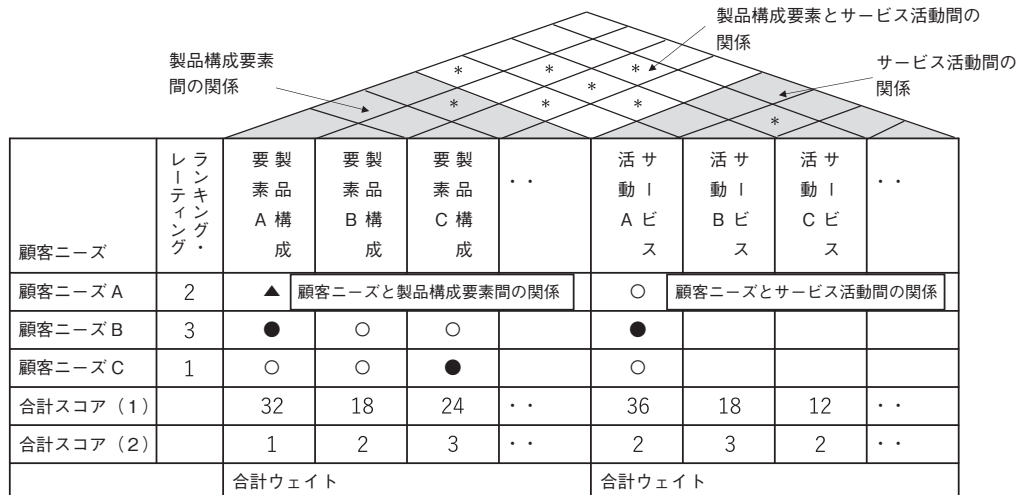 製品構成要素とサービス活動間の
関係
製品構成要素
間の関係
サービス活動間の
関係
* * *
*
* * *
*
顧客ニーズ
ランキング・
レーティング
製品構成
要素A
製品構成
要素B
製品構成
要素C
・・
サービス
活動A
サービス
活動B
サービス
活動C
・・
顧客ニーズA 2 ▲ 顧客ニーズと製品構成要素間の関係 ○ 顧客ニーズとサービス活動間の関係
顧客ニーズB 3 ● ○ ○ ●
顧客ニーズC 1 ○ ○ ● ○
合計スコア（1） 32 18 24 ・・ 36 18 12 ・・
合計スコア（2） 1 2 3 ・・ 2 3 2 ・・
合計ウェイト 合計ウェイト